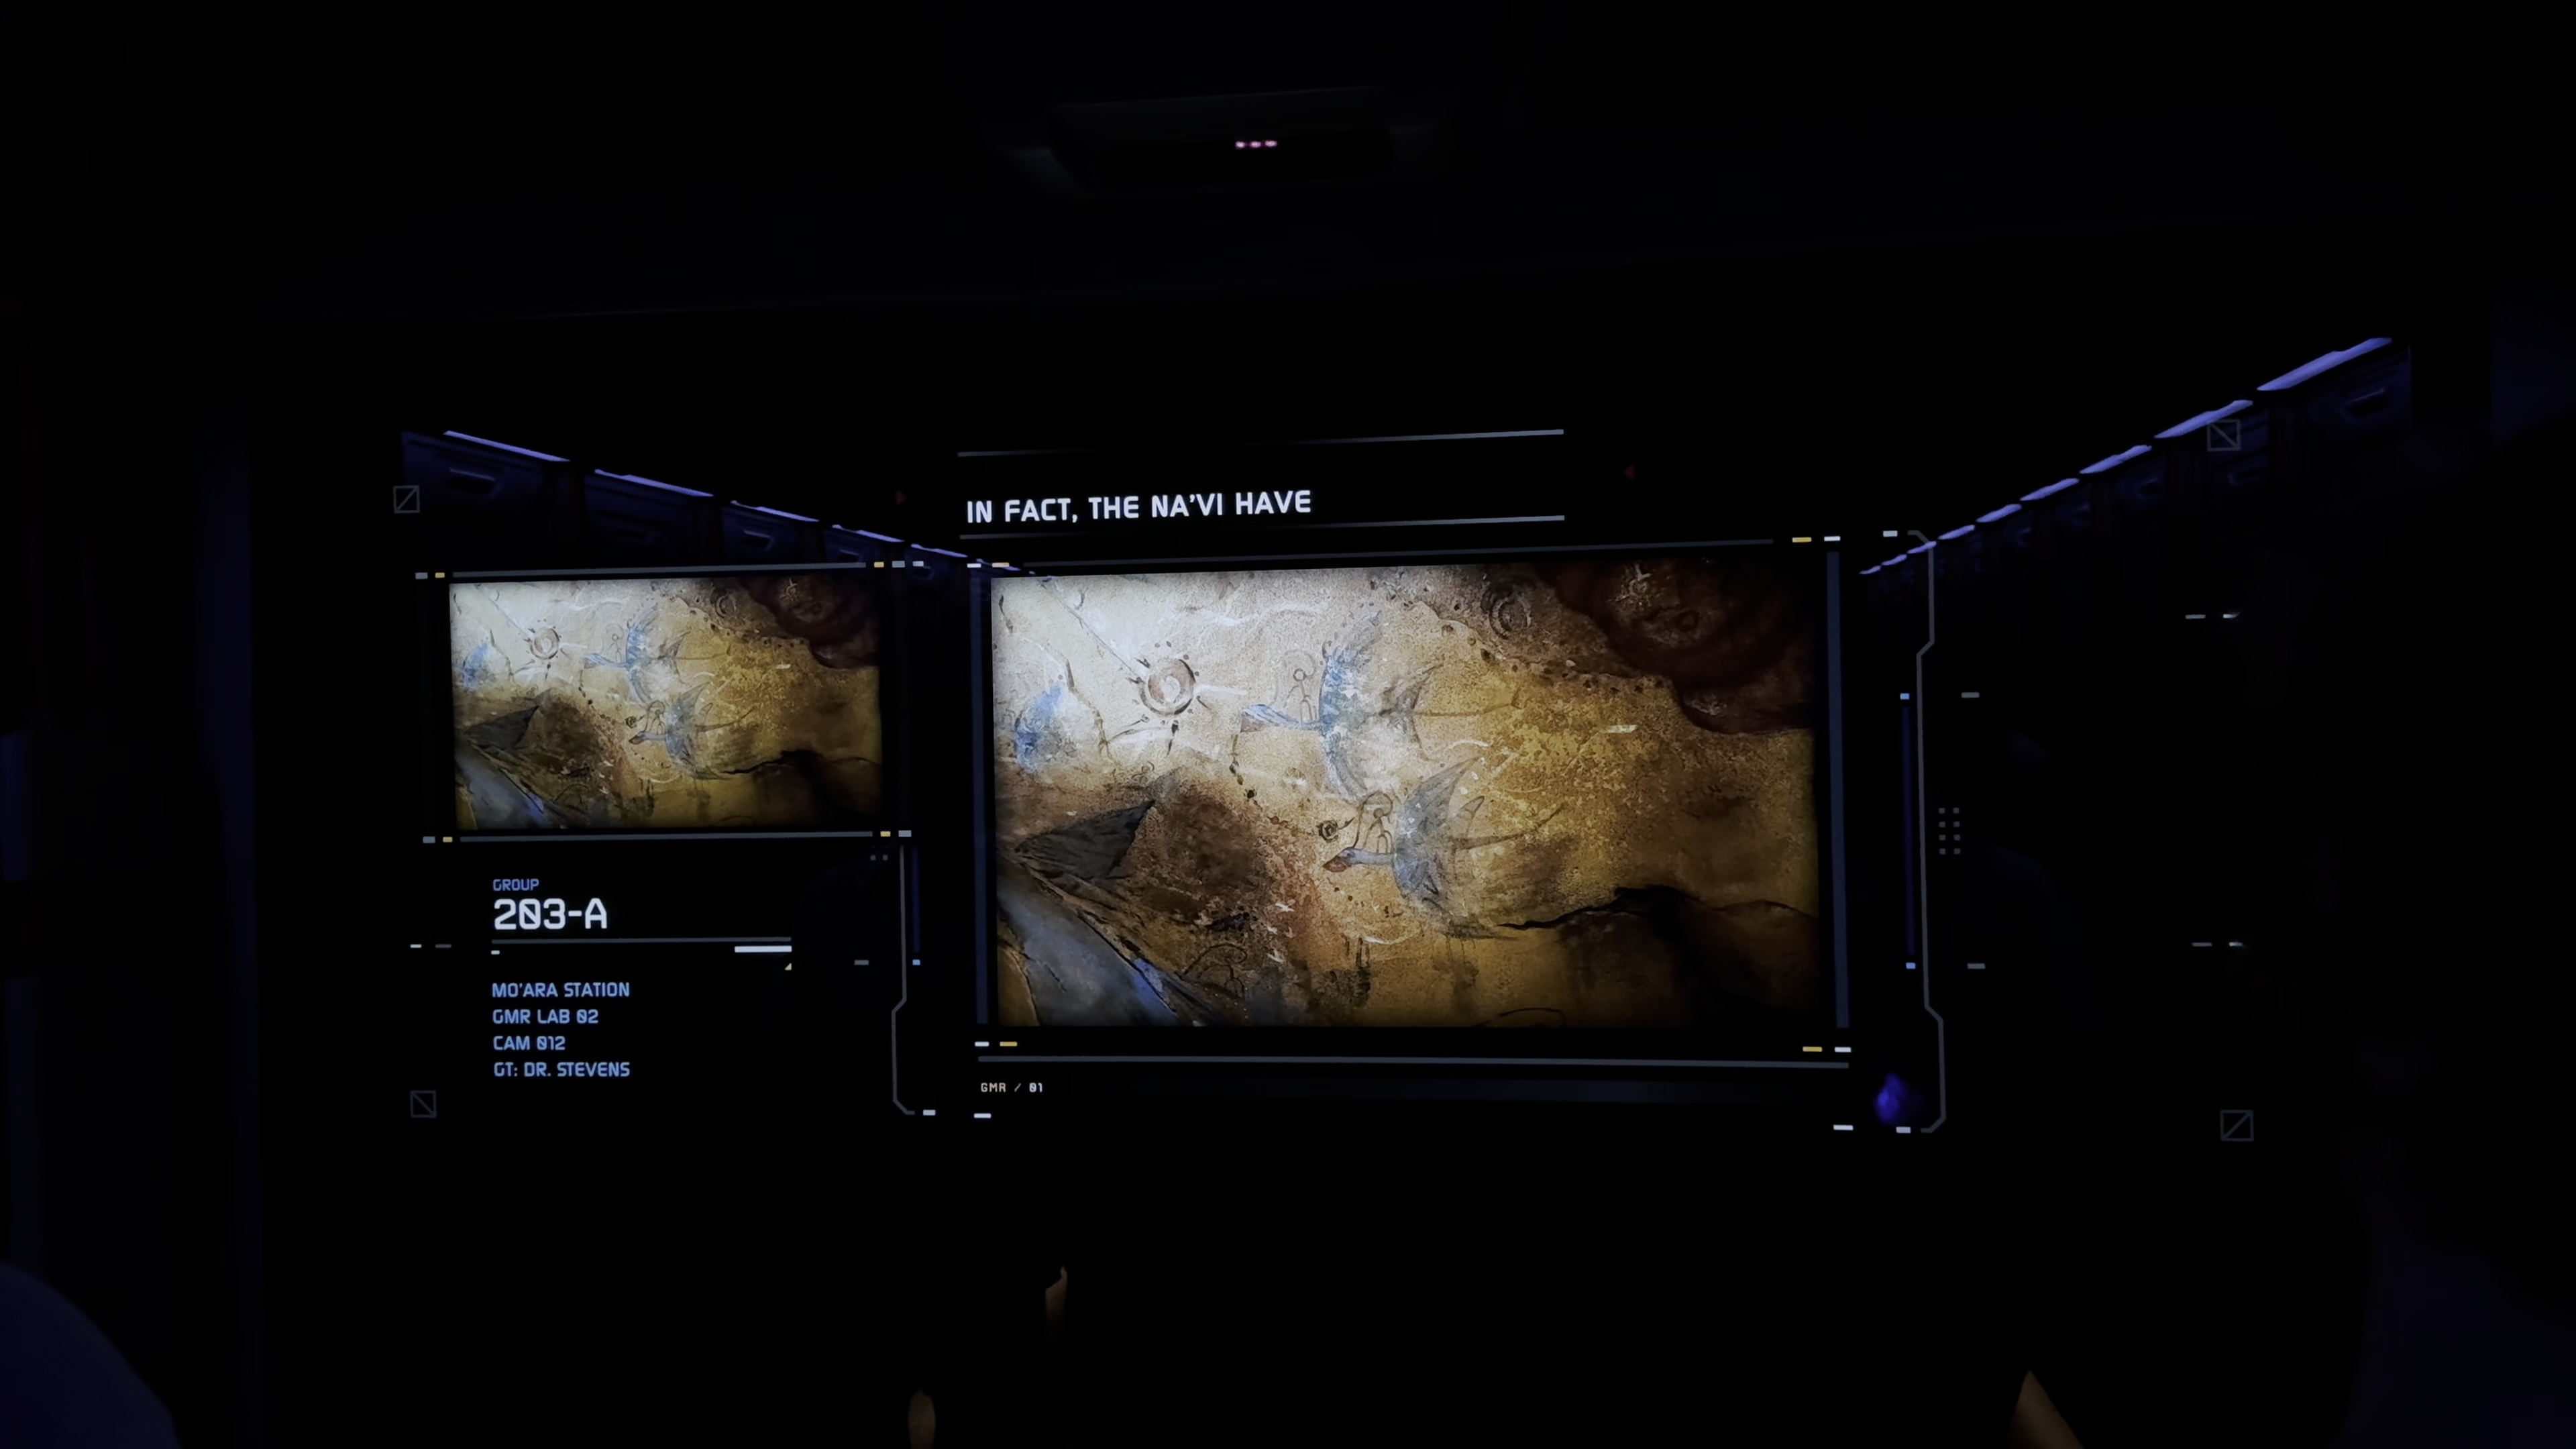 IN FACT, THE NA'VI HAVE
GROUP
203-A
MO'ARA STATION
GMR LAB 02
CAM 012
GT: DR. STEVENS
GMR / 01